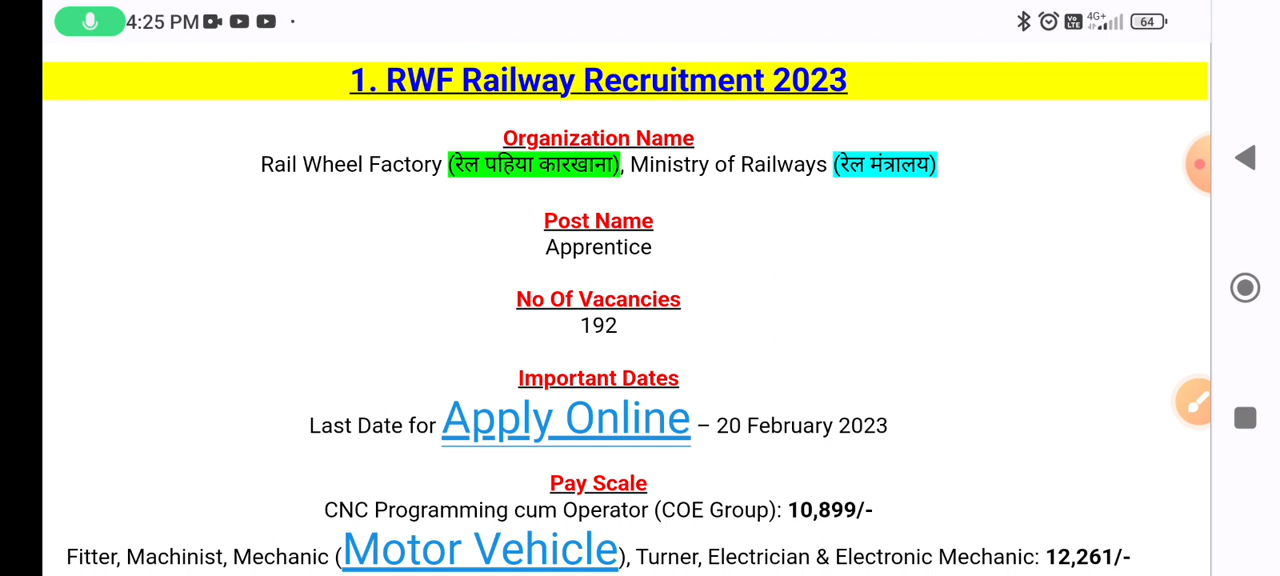 4:25 PM
4G+
Vo
LTE
64
1. RWF Railway Recruitment 2023
Organization Name
Rail Wheel Factory (रेल पहिया कारखाना), Ministry of Railways (रेल मंत्रालय)
Post Name
Apprentice
No Of Vacancies
192
Important Dates
Last Date for Apply Online – 20 February 2023
Pay Scale
CNC Programming cum Operator (COE Group): 10,899/-
Fitter, Machinist, Mechanic (Motor Vehicle), Turner, Electrician & Electronic Mechanic: 12,261/-